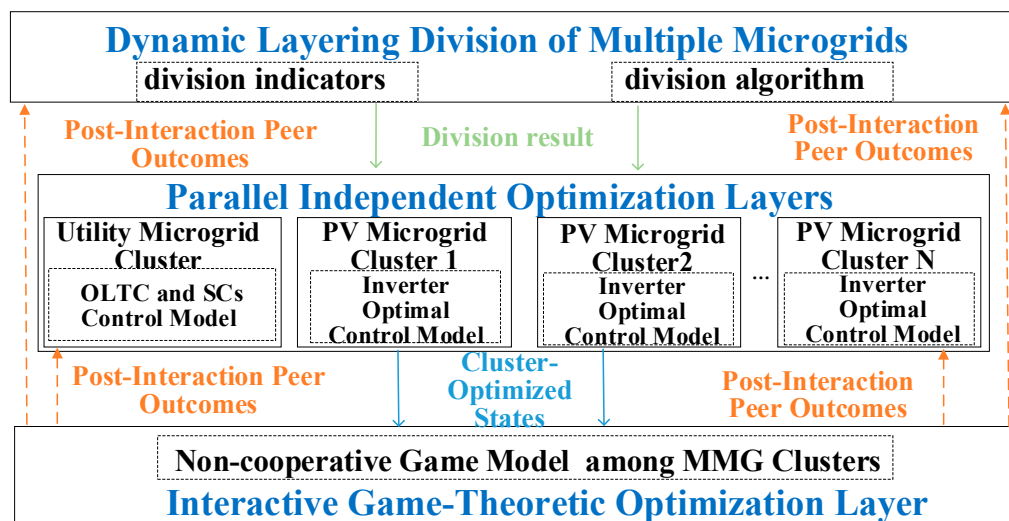 Dynamic Layering Division of Multiple Microgrids
division indicators
division algorithm
Post-Interaction Peer
Outcomes
Division result
Post-Interaction
Peer Outcomes
Parallel Independent Optimization Layers
Utility Microgrid
Cluster
OLTC and SCs
Control Model
PV Microgrid
Cluster 1
Inverter
Optimal
Control Model
PV Microgrid
Cluster2
Inverter
Optimal
Control Model
...
PV Microgrid
Cluster N
Inverter
Optimal
Control Model
Post-Interaction Peer
Outcomes
Cluster-
Optimized
States
Post-Interaction
Peer Outcomes
Non-cooperative Game Model among MMG Clusters
Interactive Game-Theoretic Optimization Layer